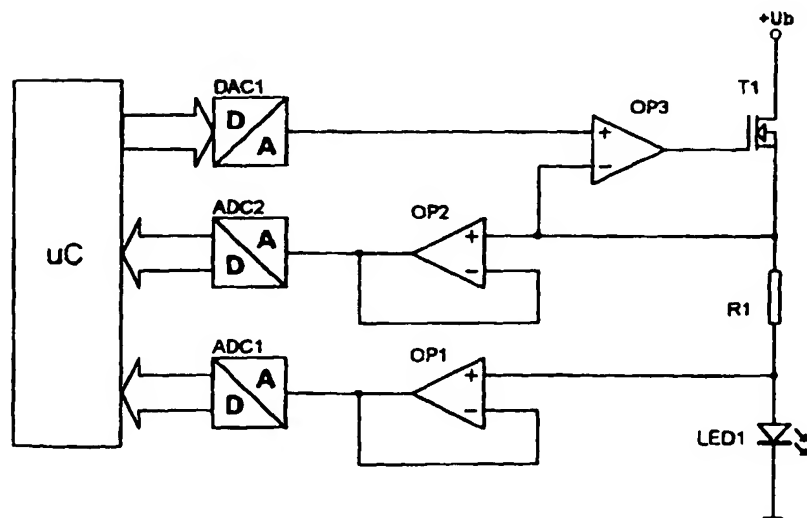 +Ub
DAC1
T1
OP3
D
A
+
−
ADC2
OP2
A
D
+
−
uC
R1
ADC1
OP1
A
D
+
−
LED1